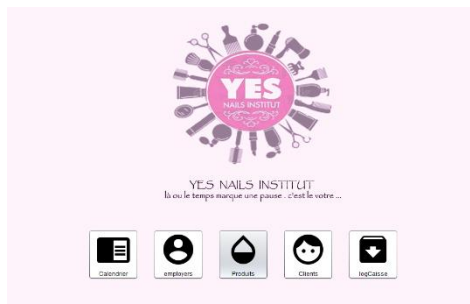 YES
NAILS INSTITUT
YES NAILS INSTITUT
là ou le temps marque une pause . c'est le votre ...
Calendrier
employers
Produits
Clients
logCaisse